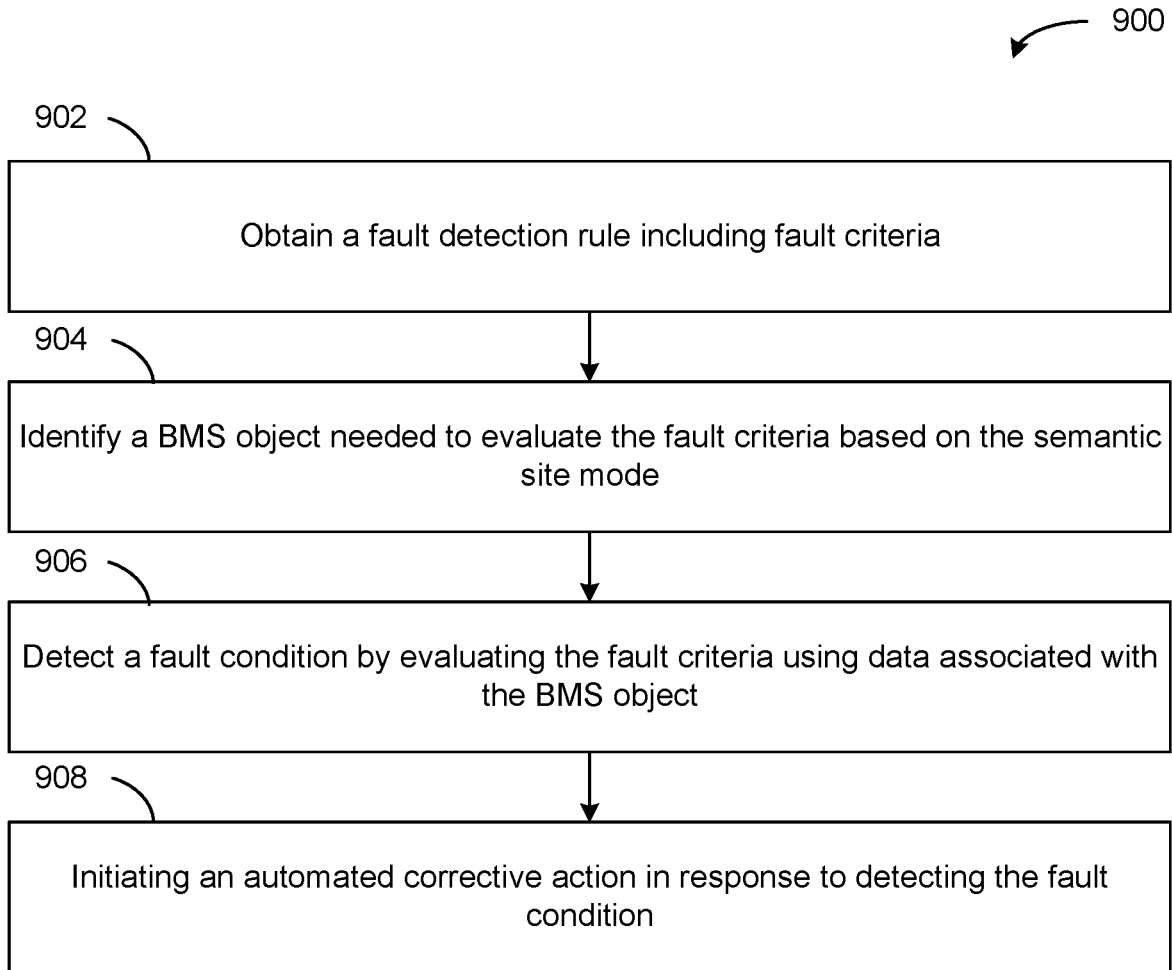 900
902
Obtain a fault detection rule including fault criteria
904
Identify a BMS object needed to evaluate the fault criteria based on the semantic
site mode
906
Detect a fault condition by evaluating the fault criteria using data associated with
the BMS object
908
Initiating an automated corrective action in response to detecting the fault
condition